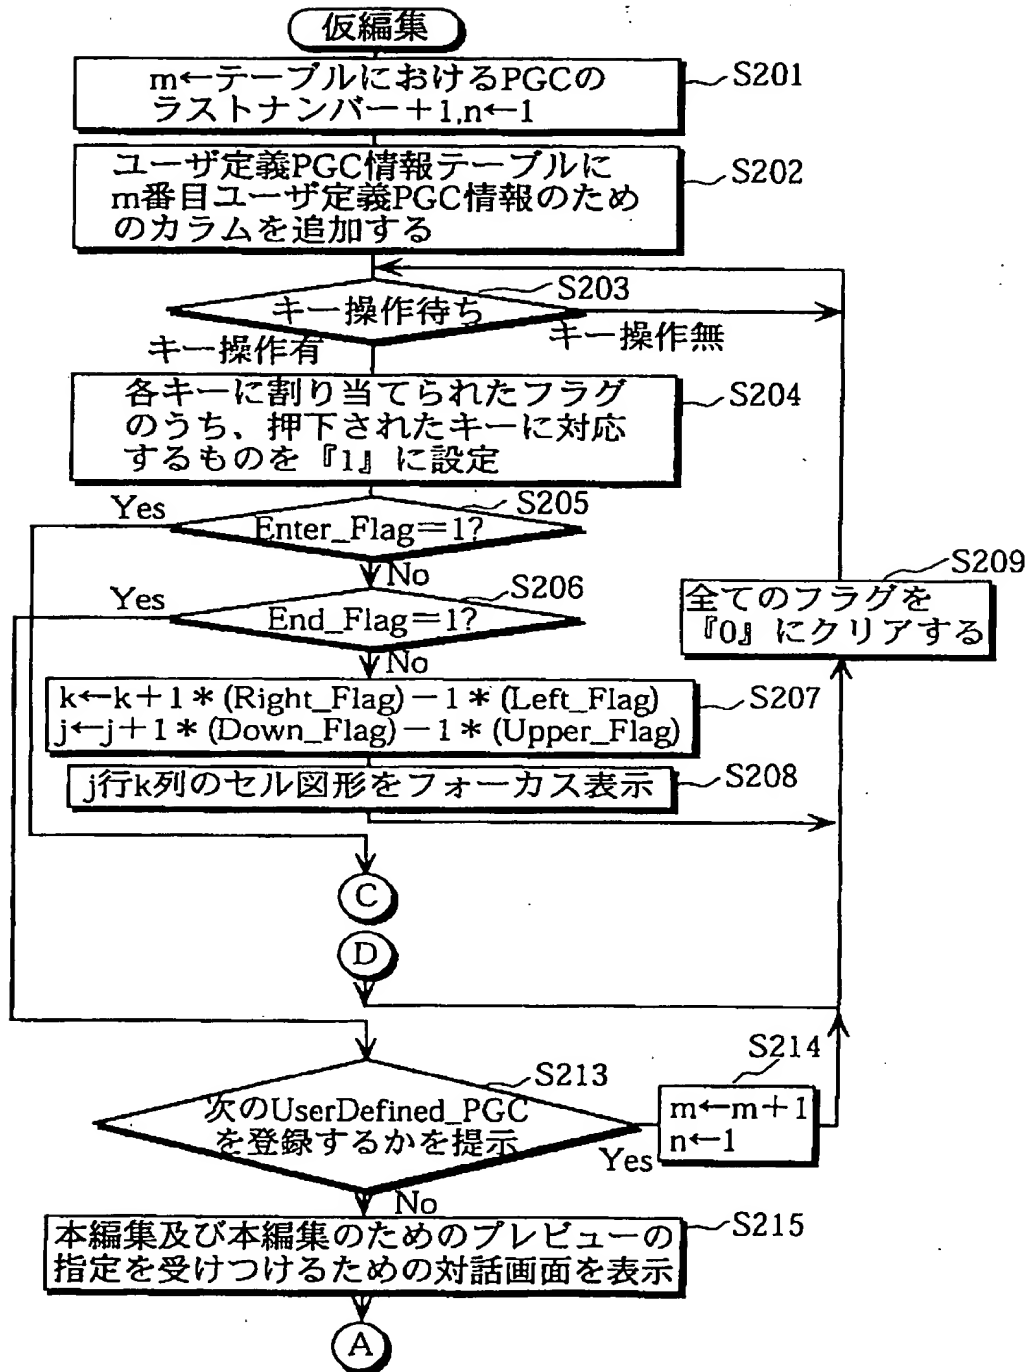 仮編集
m←テーブルにおけるPGCの
ラストナンバー+1,n←1
S201
ユーザ定義PGC情報テーブルに
m番目ユーザ定義PGC情報のため
のカラムを追加する
S202
S203
キー操作待ち
キー操作有
キー操作無
各キーに割り当てられたフラグ
のうち、押下されたキーに対応
するものを『1』に設定
S204
S205
Yes
Enter_Flag=1?
No
S206
Yes
End_Flag=1?
No
S209
全てのフラグを
『0』にクリアする
k←k+1*(Right_Flag)-1*(Left_Flag)
j←j+1*(Down_Flag)-1*(Upper_Flag)
S207
j行k列のセル図形をフォーカス表示
S208
C
D
S213
次のUserDefined_PGC
を登録するかを提示
Yes
S214
m←m+1
n←1
No
本編集及び本編集のためのプレビューの
指定を受けつけるための対話画面を表示
S215
A